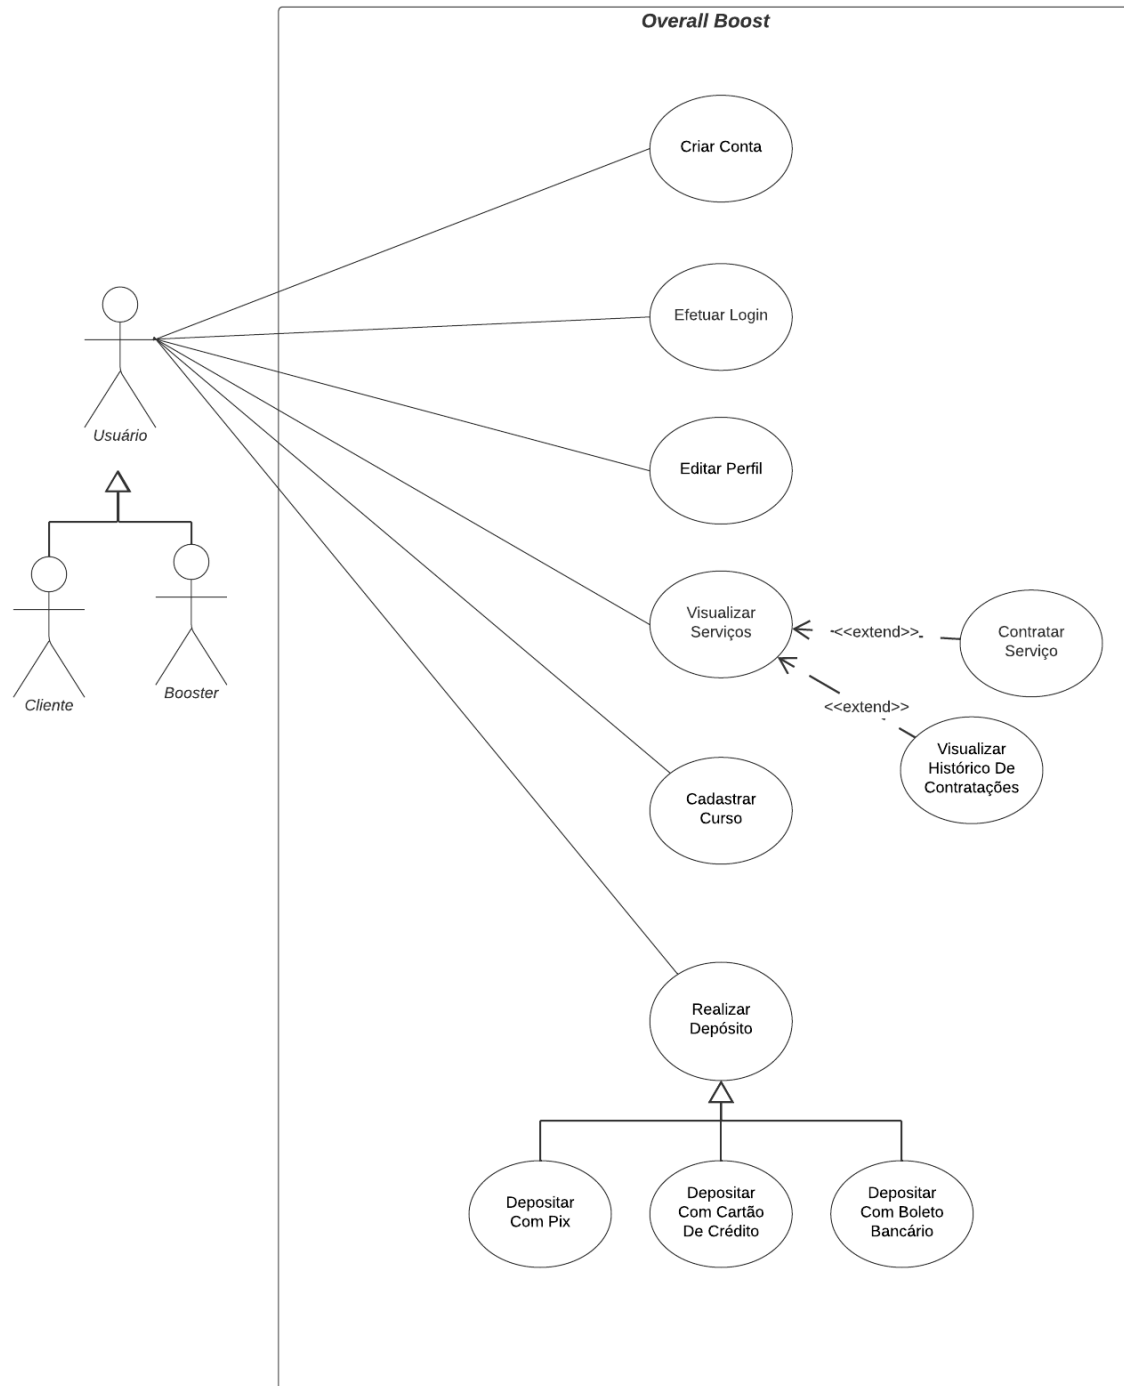 Overall Boost
Criar Conta
Efetuar Login
Usuário
Editar Perfil
Visualizar
Serviços
<<extend>>
Contratar
Serviço
Cliente
Booster
<<extend>>
Visualizar
Histórico De
Contratações
Cadastrar
Curso
Realizar
Depósito
Depositar
Com Pix
Depositar
Com Cartão
De Crédito
Depositar
Com Boleto
Bancário